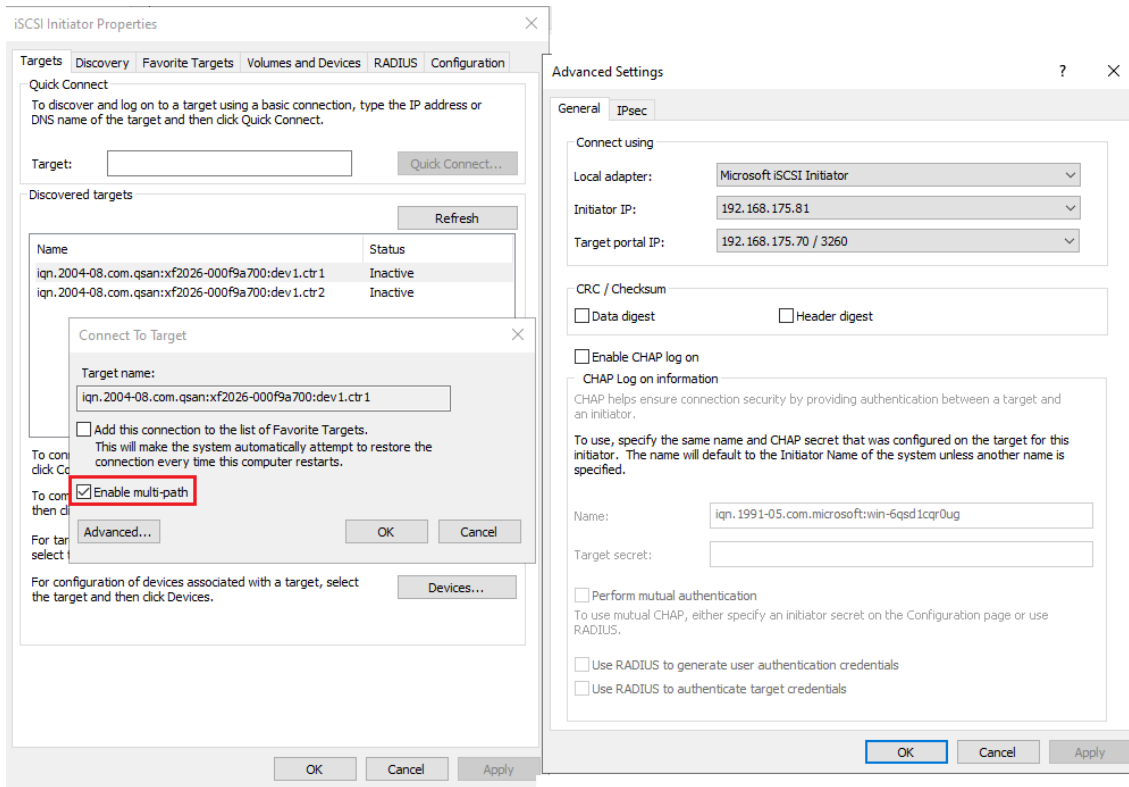 iSCSI Initiator Properties
Targets Discovery Favorite Targets Volumes and Devices RADIUS Configuration
Quick Connect
To discover and log on to a target using a basic connection, type the IP address or
DNS name of the target and then click Quick Connect.
Target: Quick Connect...
Discovered targets
Refresh
Name Status
iqn.2004-08.com.qsan:xf2026-000f9a700:dev1.ctr1 Inactive
iqn.2004-08.com.qsan:xf2026-000f9a700:dev1.ctr2 Inactive
Connect To Target
Target name:
iqn.2004-08.com.qsan:xf2026-000f9a700:dev1.ctr1
Add this connection to the list of Favorite Targets.
This will make the system automatically attempt to restore the
connection every time this computer restarts.
Enable multi-path
Advanced... OK Cancel
To
click
To
then
For
select
For configuration of devices associated with a target, select
the target and then click Devices.
Devices...
OK Cancel Apply
Advanced Settings
?
General IPsec
Connect using
Local adapter: Microsoft iSCSI Initiator
Initiator IP: 192.168.175.81
Target portal IP: 192.168.175.70 / 3260
CRC / Checksum
Data digest Header digest
Enable CHAP log on
CHAP Log on information
CHAP helps ensure connection security by providing authentication between a target and
an initiator.
To use, specify the same name and CHAP secret that was configured on the target for this
initiator. The name will default to the Initiator Name of the system unless another name is
specified.
Name: iqn.1991-05.com.microsoft:win-6qsd1cqr0ug
Target secret:
Perform mutual authentication
To use mutual CHAP, either specify an initiator secret on the Configuration page or use
RADIUS.
Use RADIUS to generate user authentication credentials
Use RADIUS to authenticate target credentials
OK Cancel Apply